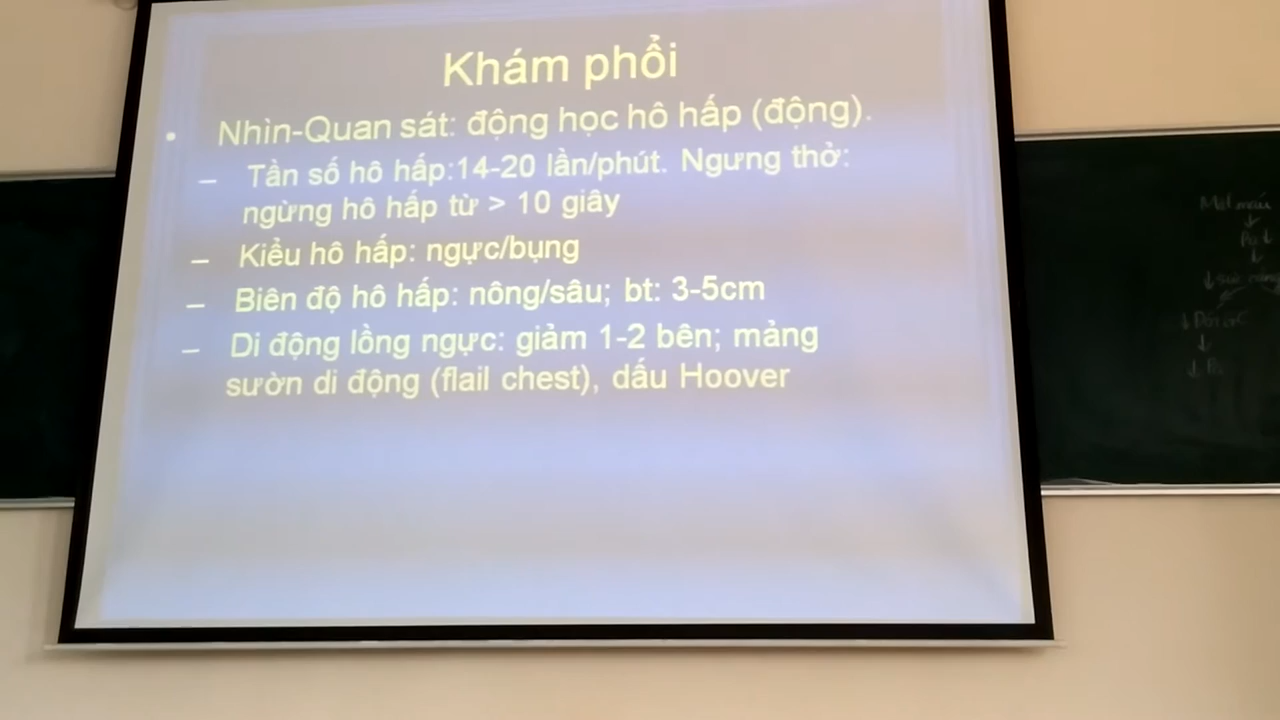 Khám phổi
• Nhìn-Quan sát: động học hô hấp (động).
– Tần số hô hấp:14-20 lần/phút. Ngưng thở:
ngừng hô hấp từ > 10 giây
– Kiểu hô hấp: ngực/bụng
– Biên độ hô hấp: nông/sâu; bt: 3-5cm
– Di động lồng ngực: giảm 1-2 bên; mảng
sườn di động (flail chest), dấu Hoover